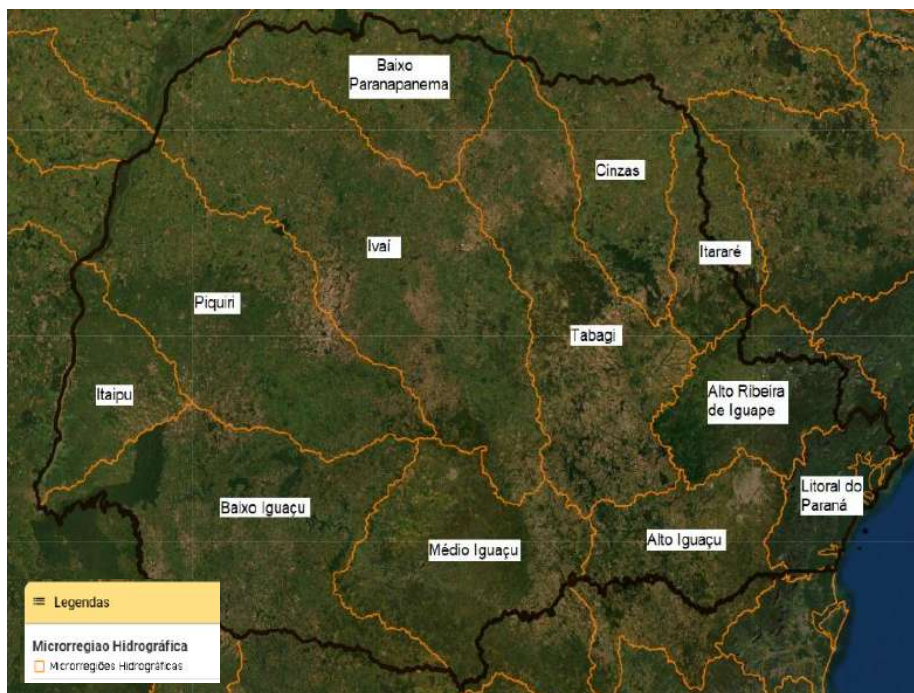 Baixo
Paranapanema
Cinzas
Ivaí
Itararé
Piquiri
Tabagi
Itaipu
Alto Ribeira
de Iguape
Litoral do
Paraná
Baixo Iguaçu
Médio Iguaçu
Alto Iguaçu
Legendas
Microrregiao Hidrográfica
Microrregiões Hidrográficas